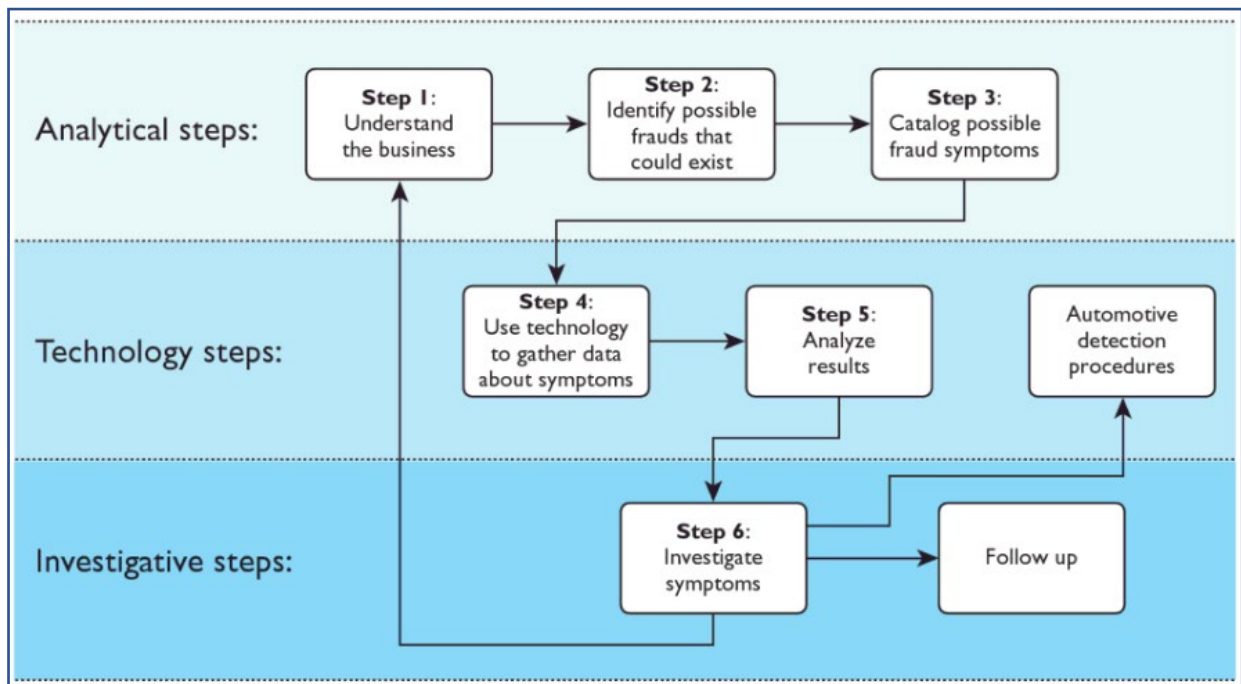 Analytical steps:
Step 1:
Understand
the business
Step 2:
Identify possible
frauds that
could exist
Step 3:
Catalog possible
fraud symptoms
Technology steps:
Step 4:
Use technology
to gather data
about symptoms
Step 5:
Analyze
results
Automotive
detection
procedures
Investigative steps:
Step 6:
Investigate
symptoms
Follow up